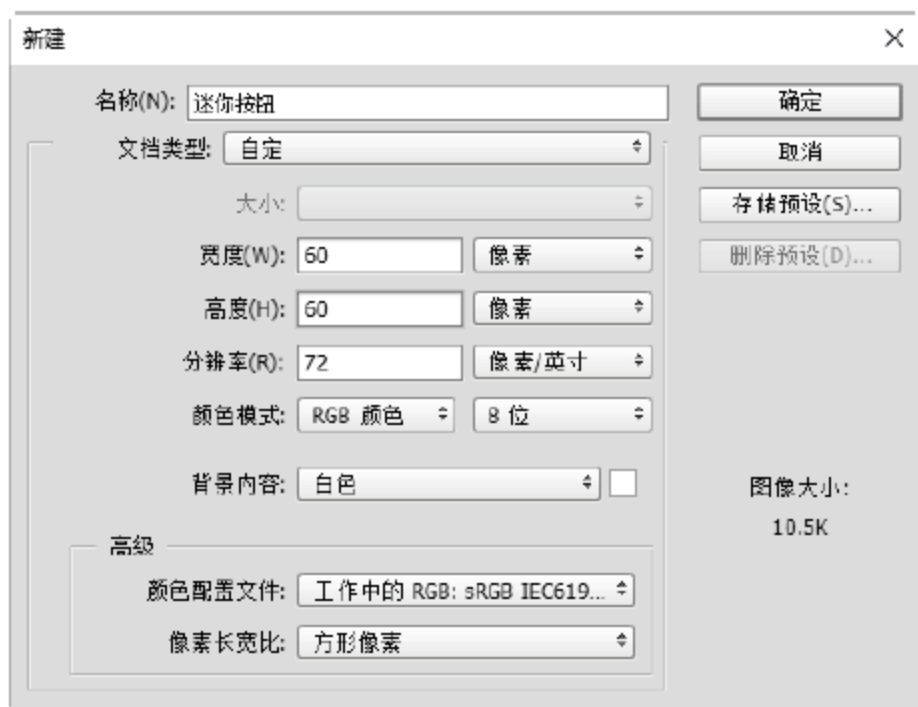 新建
名称(N): 迷你按钮
确定
文档类型: 自定
取消
大小:
存储预设(S)...
宽度(W): 60 像素
删除预设(D)...
高度(H): 60 像素
分辨率(R): 72 像素/英寸
颜色模式: RGB 颜色 8 位
背景内容: 白色
图像大小:
10.5K
高级
颜色配置文件: 工作中的 RGB: sRGB IEC619...
像素长宽比: 方形像素